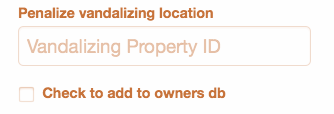 Penalize vandalizing location
Vandalizing Property ID
Check to add to owners db